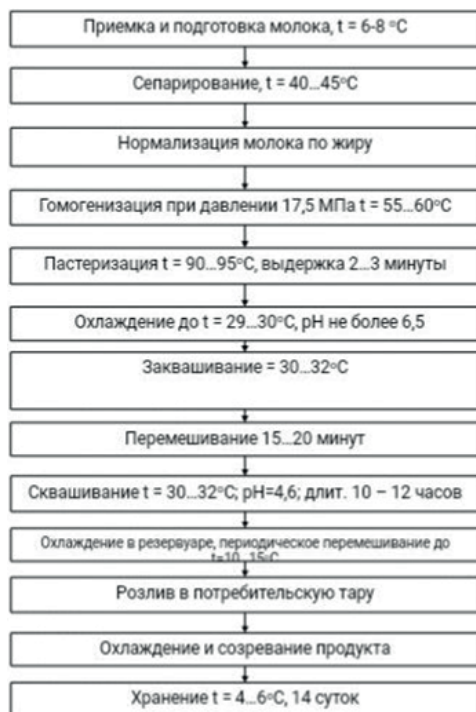 Приемка и подготовка молока, t = 6-8 °C
Сепарирование, t = 40...45°C
Нормализация молока по жиру
Гомогенизация при давлении 17,5 МПа t = 55...60°C
Пастеризация t = 90...95°C, выдержка 2...3 минуты
Охлаждение до t = 29...30°C, pH не более 6,5
Заквашивание = 30...32°C
Перемешивание 15...20 минут
Сквашивание t = 30...32°C; pH=4,6; длит. 10 – 12 часов
Охлаждение в резервуаре, периодическое перемешивание до
t=10...15°C
Розлив в потребительскую тару
Охлаждение и созревание продукта
Хранение t = 4...6°C, 14 суток